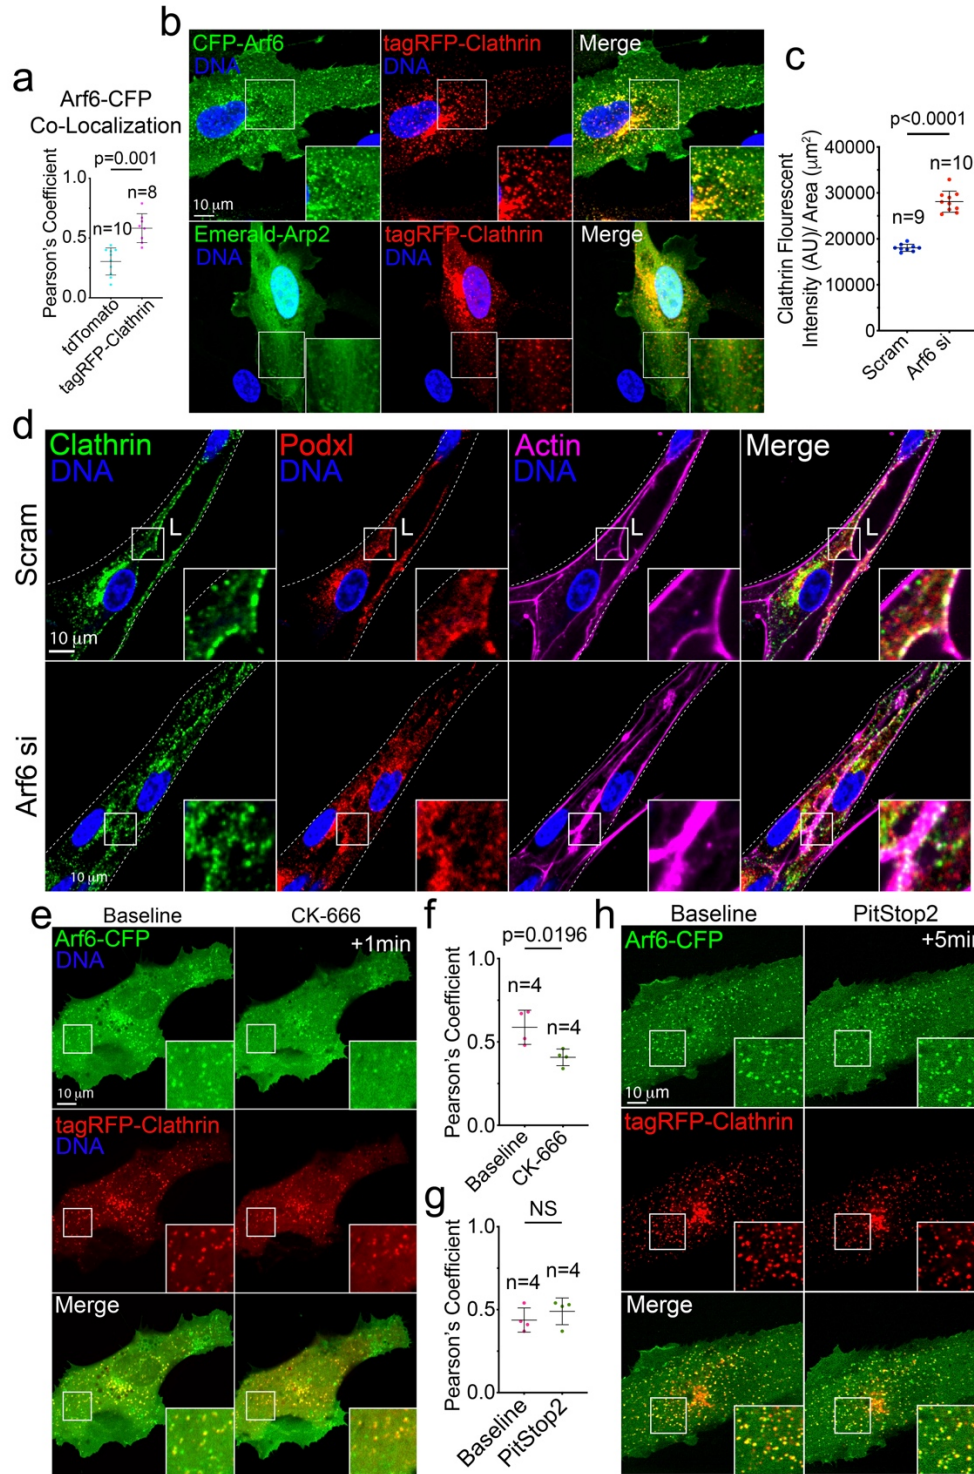 a
Arf6-CFP
Co-Localization
p=0.001
n=8
n=10
1.0
0.5
0.0
Pearson's Coefficient
tdTomato
tagRFP-Clathrin
b
CFP-Arf6
DNA
tagRFP-Clathrin
DNA
Merge
10 μm
Emerald-Arp2
DNA
tagRFP-Clathrin
DNA
Merge
c
p<0.0001
n=10
n=9
40000
30000
20000
10000
0
Clathrin Flourescent
Intensity (AU)/ Area (μm²)
Scram
Arf6 si
d
Scram
Clathrin
DNA
Podxl
Actin
DNA
Merge
L
L
L
10 μm
Arf6 si
10 μm
e
Baseline
CK-666
Arf6-CFP
DNA
+1min
10 μm
tagRFP-Clathrin
DNA
Merge
f
p=0.0196
n=4
n=4
1.0
0.5
0.0
Pearson's Coefficient
Baseline
CK-666
g
NS
n=4
n=4
1.0
0.5
0.0
Pearson's Coefficient
Baseline
PitStop2
h
Baseline
PitStop2
Arf6-CFP
+5min
10 μm
tagRFP-Clathrin
Merge